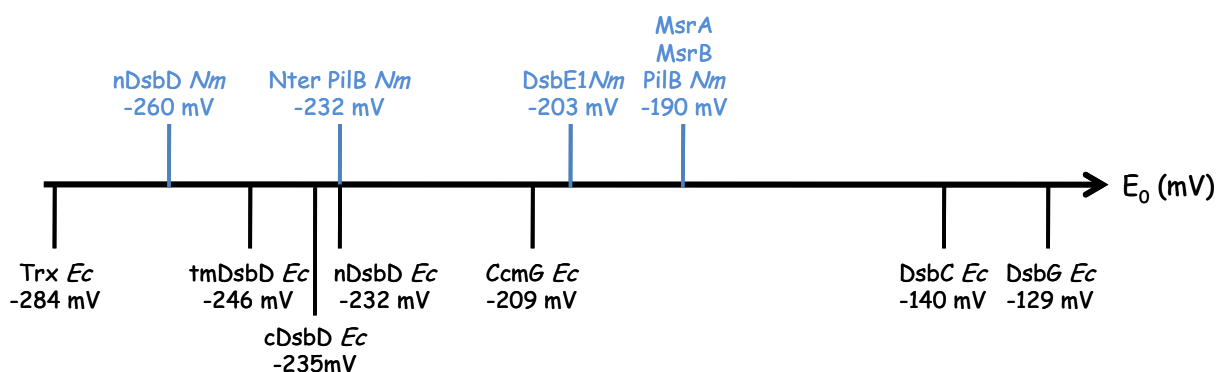 MsrA
MsrB
nDsbD Nm
-260 mV
Nter PilB Nm
-232 mV
DsbE1Nm
-203 mV
PilB Nm
-190 mV
E0 (mV)
Trx Ec
-284 mV
tmDsbD Ec
-246 mV
nDsbD Ec
-232 mV
CcmG Ec
-209 mV
DsbC Ec
-140 mV
DsbG Ec
-129 mV
cDsbD Ec
-235mV